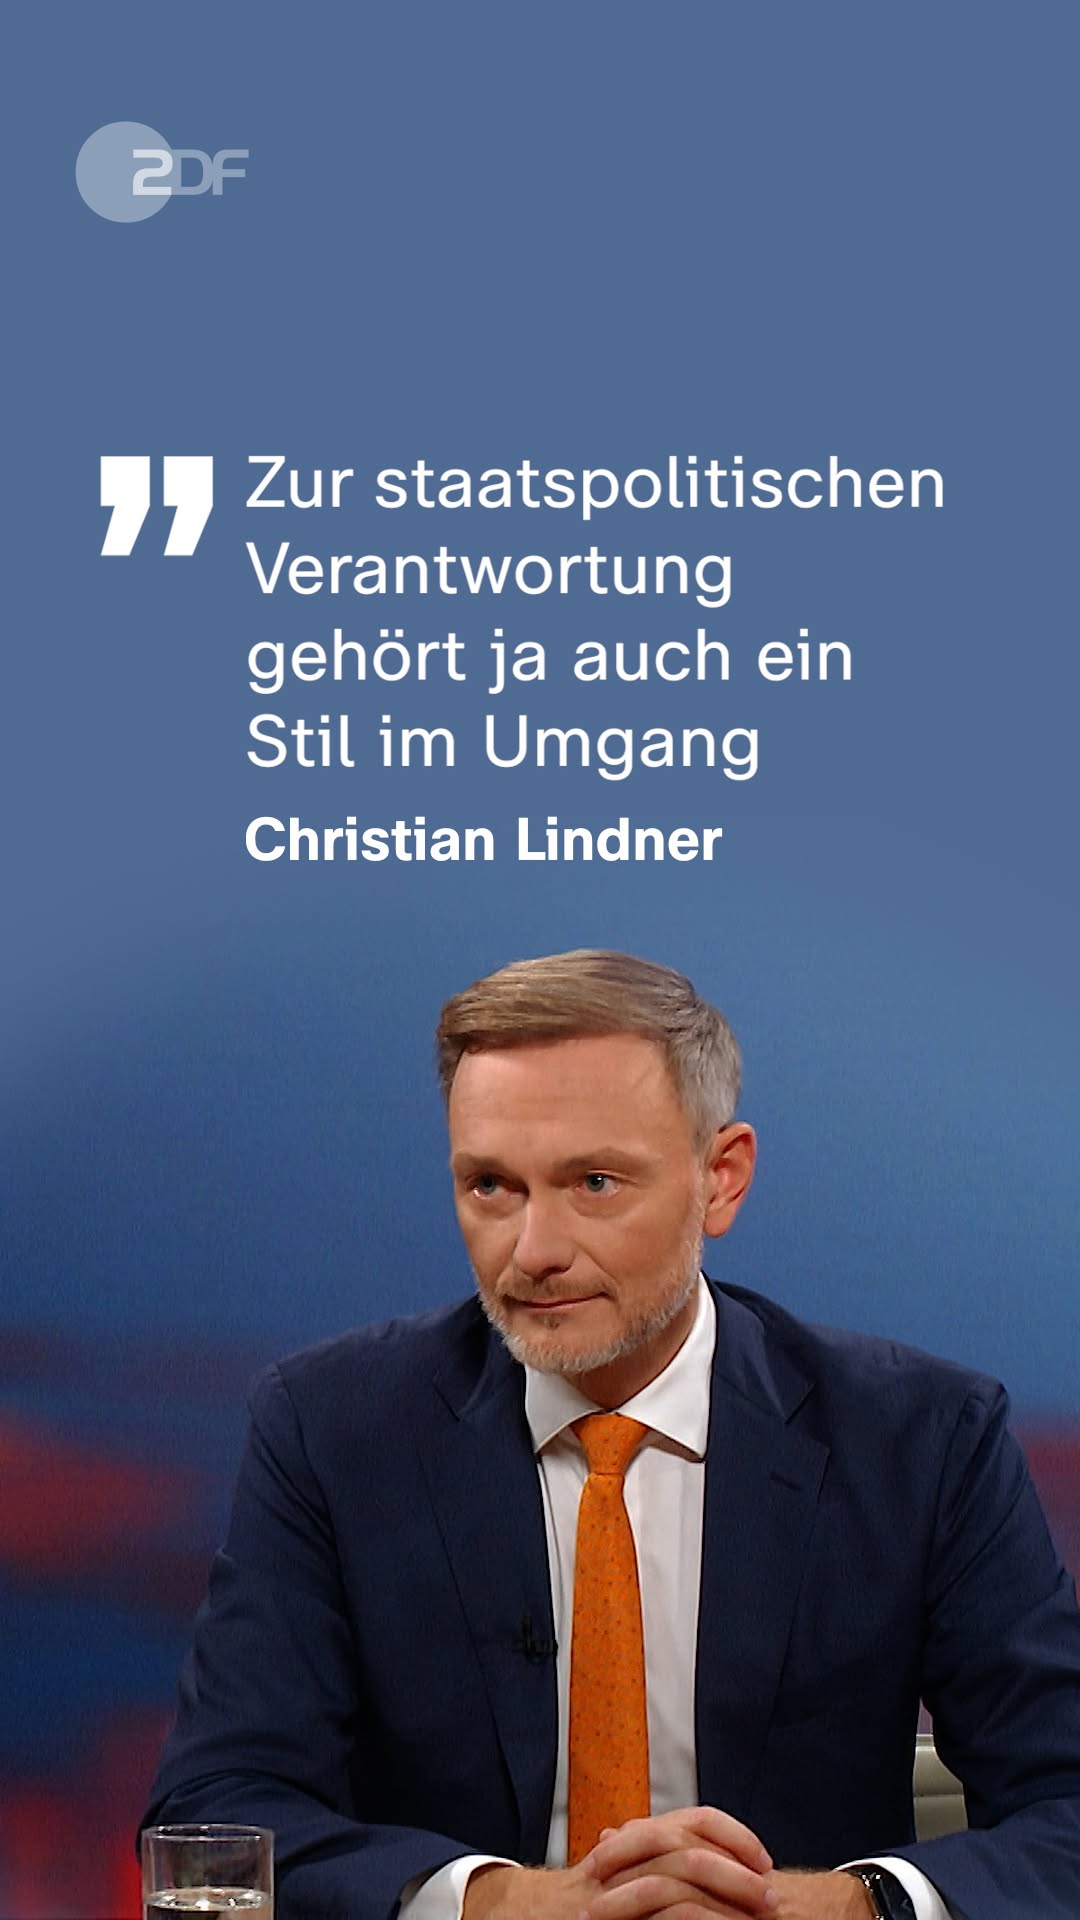 ZDF
” Zur staatspolitischen
Verantwortung
gehört ja auch ein
Stil im Umgang
Christian Lindner